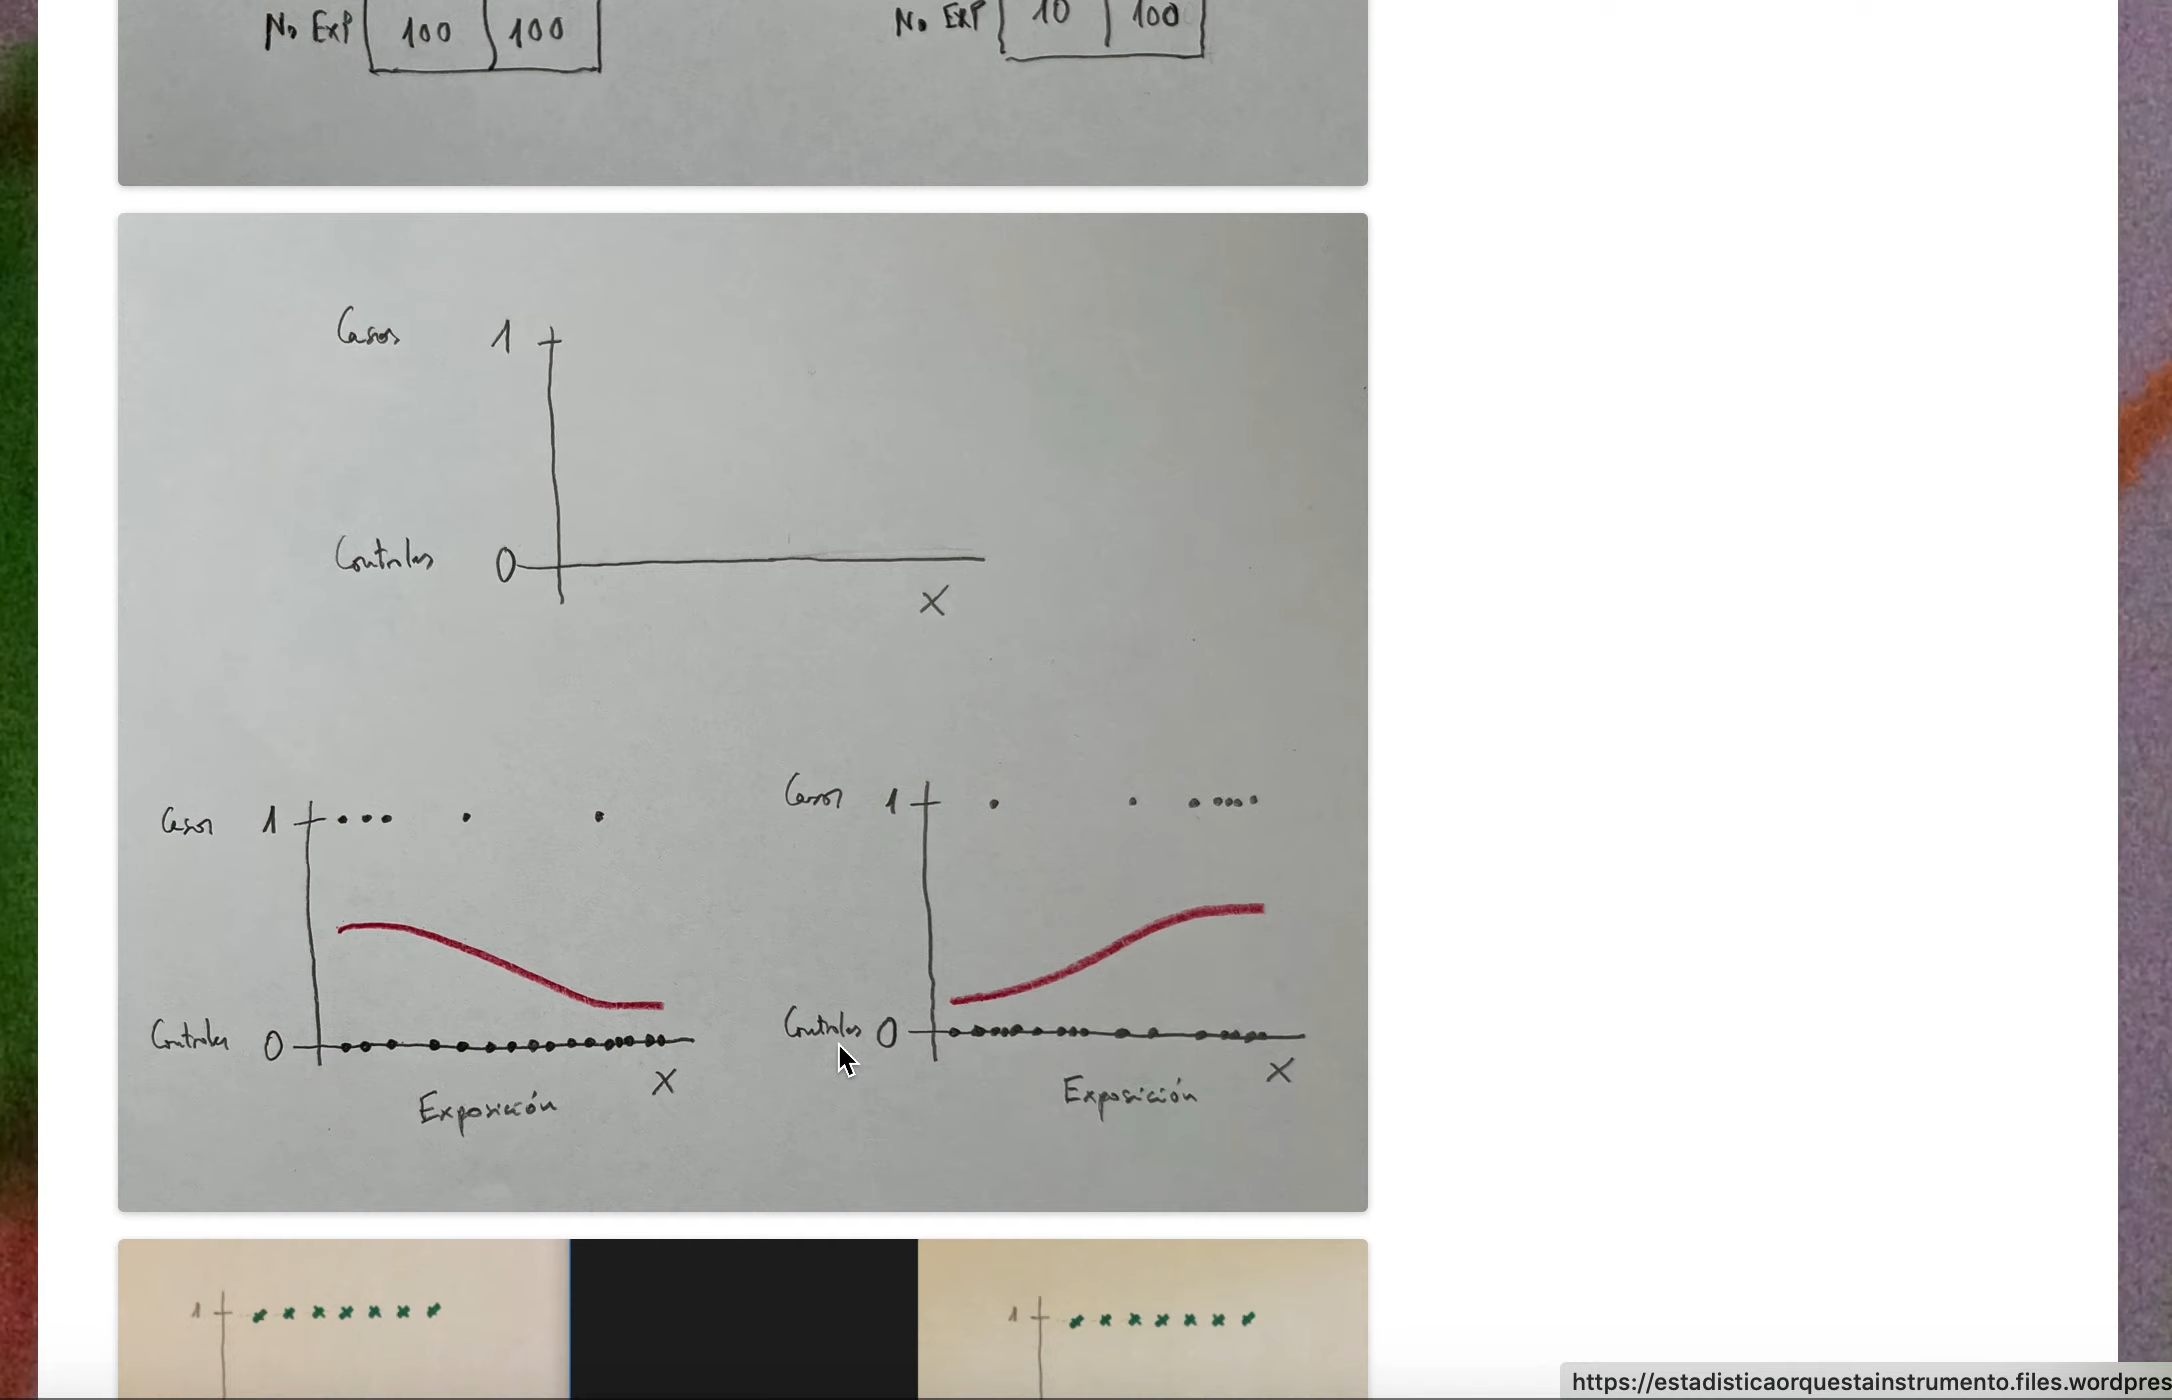 No Exp 100 100
No Exp 10 100
Casos 1
Controles 0
X
Casos 1
Controles 0
X
Exposición
Casos 1
Controles 0
X
Exposición
1
1
https://estadisticaorquestainstrumento.files.wordpres